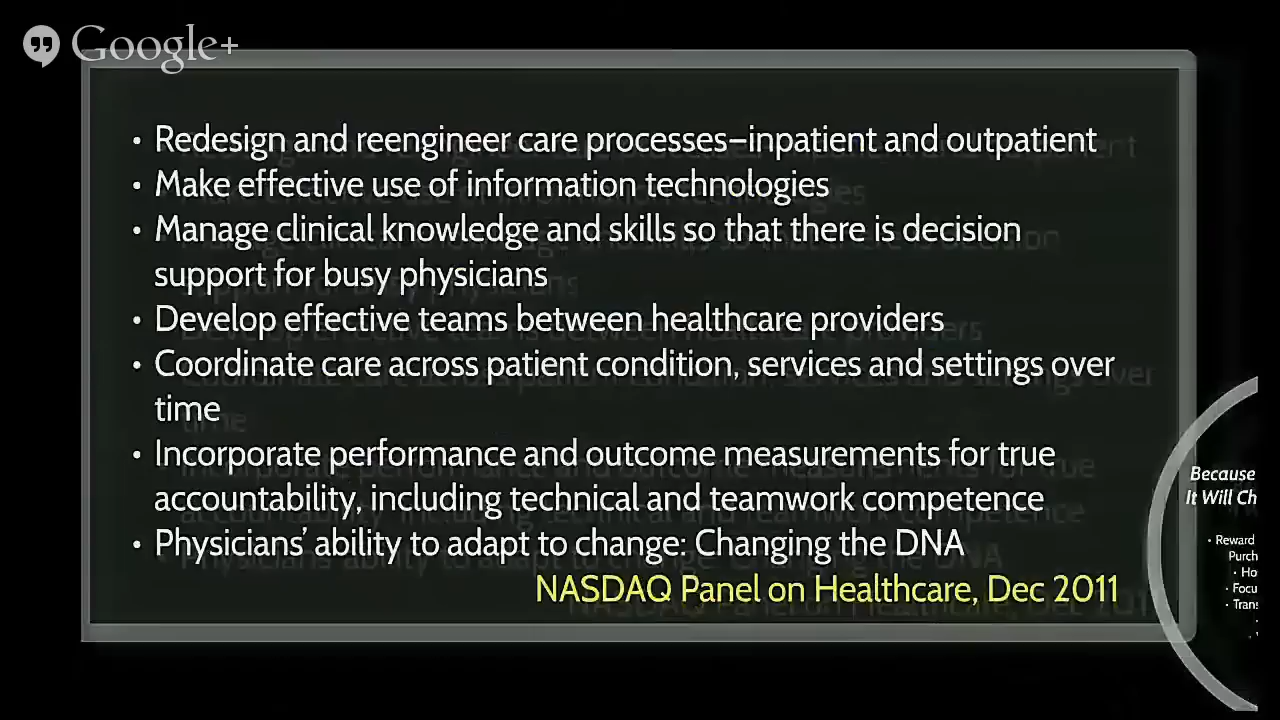 Google+
• Redesign and reengineer care processes–inpatient and outpatient
• Make effective use of information technologies
• Manage clinical knowledge and skills so that there is decision
support for busy physicians
• Develop effective teams between healthcare providers
• Coordinate care across patient condition, services and settings over
time
• Incorporate performance and outcome measurements for true
accountability, including technical and teamwork competence
• Physicians’ ability to adapt to change: Changing the DNA
NASDAQ Panel on Healthcare, Dec 2011
Because
It Will
• Reward